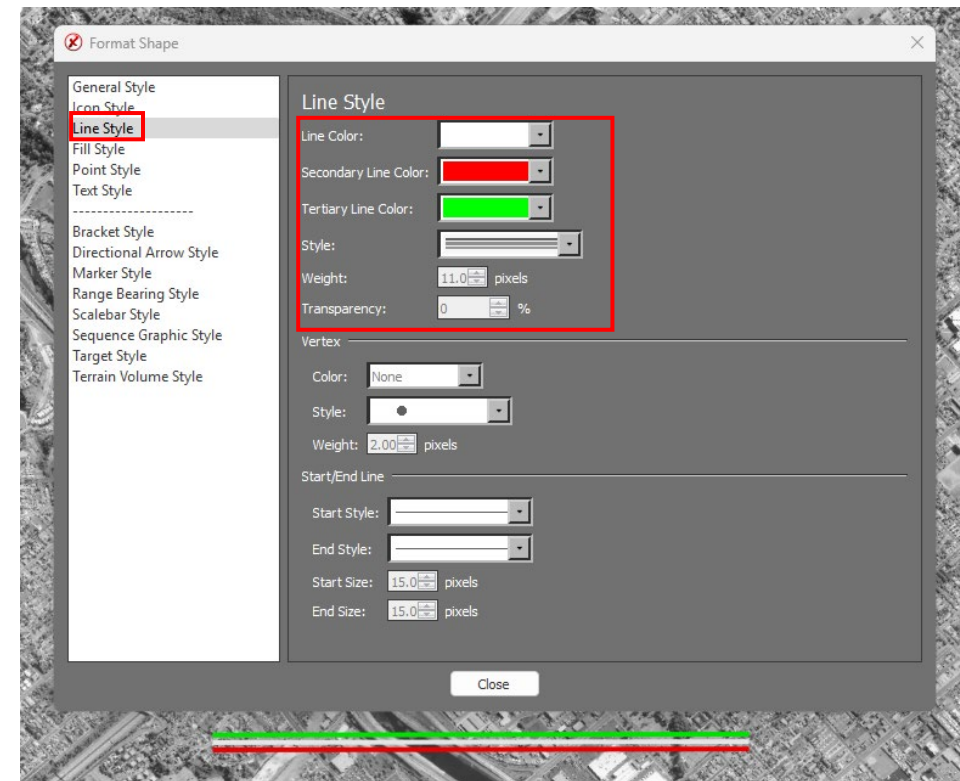 Format Shape
General Style
Icon Style
Line Style
Fill Style
Point Style
Text Style
--------------------
Bracket Style
Directional Arrow Style
Marker Style
Range Bearing Style
Scalebar Style
Sequence Graphic Style
Target Style
Terrain Volume Style
Line Style
Line Color:
Secondary Line Color:
Tertiary Line Color:
Style:
Weight: 11.0 pixels
Transparency: 0 %
Vertex
Color: None
Style:
Weight: 2.00 pixels
Start/End Line
Start Style:
End Style:
Start Size: 15.0 pixels
End Size: 15.0 pixels
Close